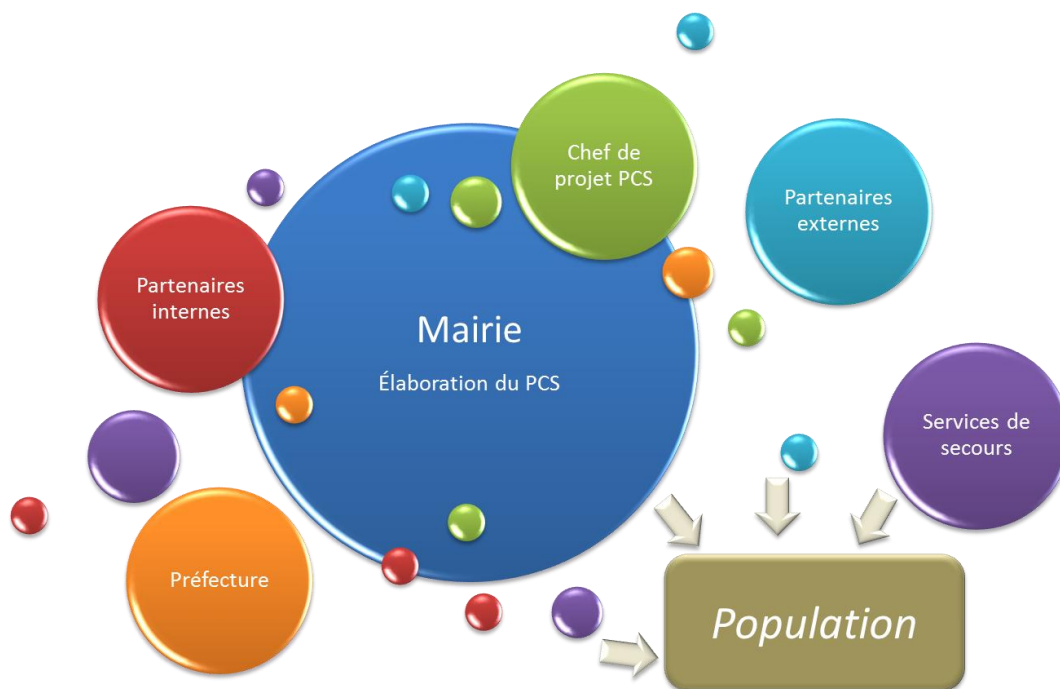 Chef de
projet PCS
Partenaires
externes
Partenaires
internes
Mairie
Élaboration du PCS
Services de
secours
Préfecture
Population